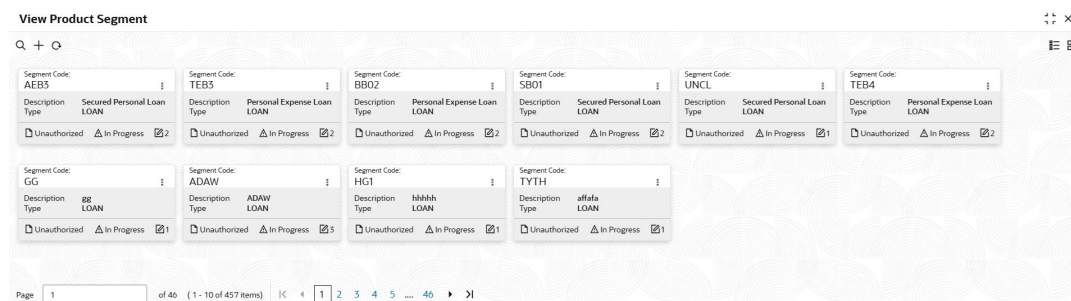 View Product Segment
Segment Code: Segment Code: Segment Code: Segment Code: Segment Code: Segment Code:
AEB3 TEB3 BB02 SB01 UNCL TEB4
Description Secured Personal Loan Description Personal Expense Loan Description Personal Expense Loan Description Secured Personal Loan Description Secured Personal Loan Description Personal Expense Loan
Type LOAN Type LOAN Type LOAN Type LOAN Type LOAN Type LOAN
Unauthorized In Progress 2 Unauthorized In Progress 2 Unauthorized In Progress 2 Unauthorized In Progress 2 Unauthorized In Progress 1 Unauthorized In Progress 2
Segment Code: Segment Code: Segment Code: Segment Code:
GG ADAW HG1 TYTH
Description gg Description ADAW Description hhhhh Description affafa
Type LOAN Type LOAN Type LOAN Type LOAN
Unauthorized In Progress 1 Unauthorized In Progress 3 Unauthorized In Progress 1 Unauthorized In Progress 1
Page 1 of 46 ( 1 - 10 of 457 items) 1 2 3 4 5 .... 46